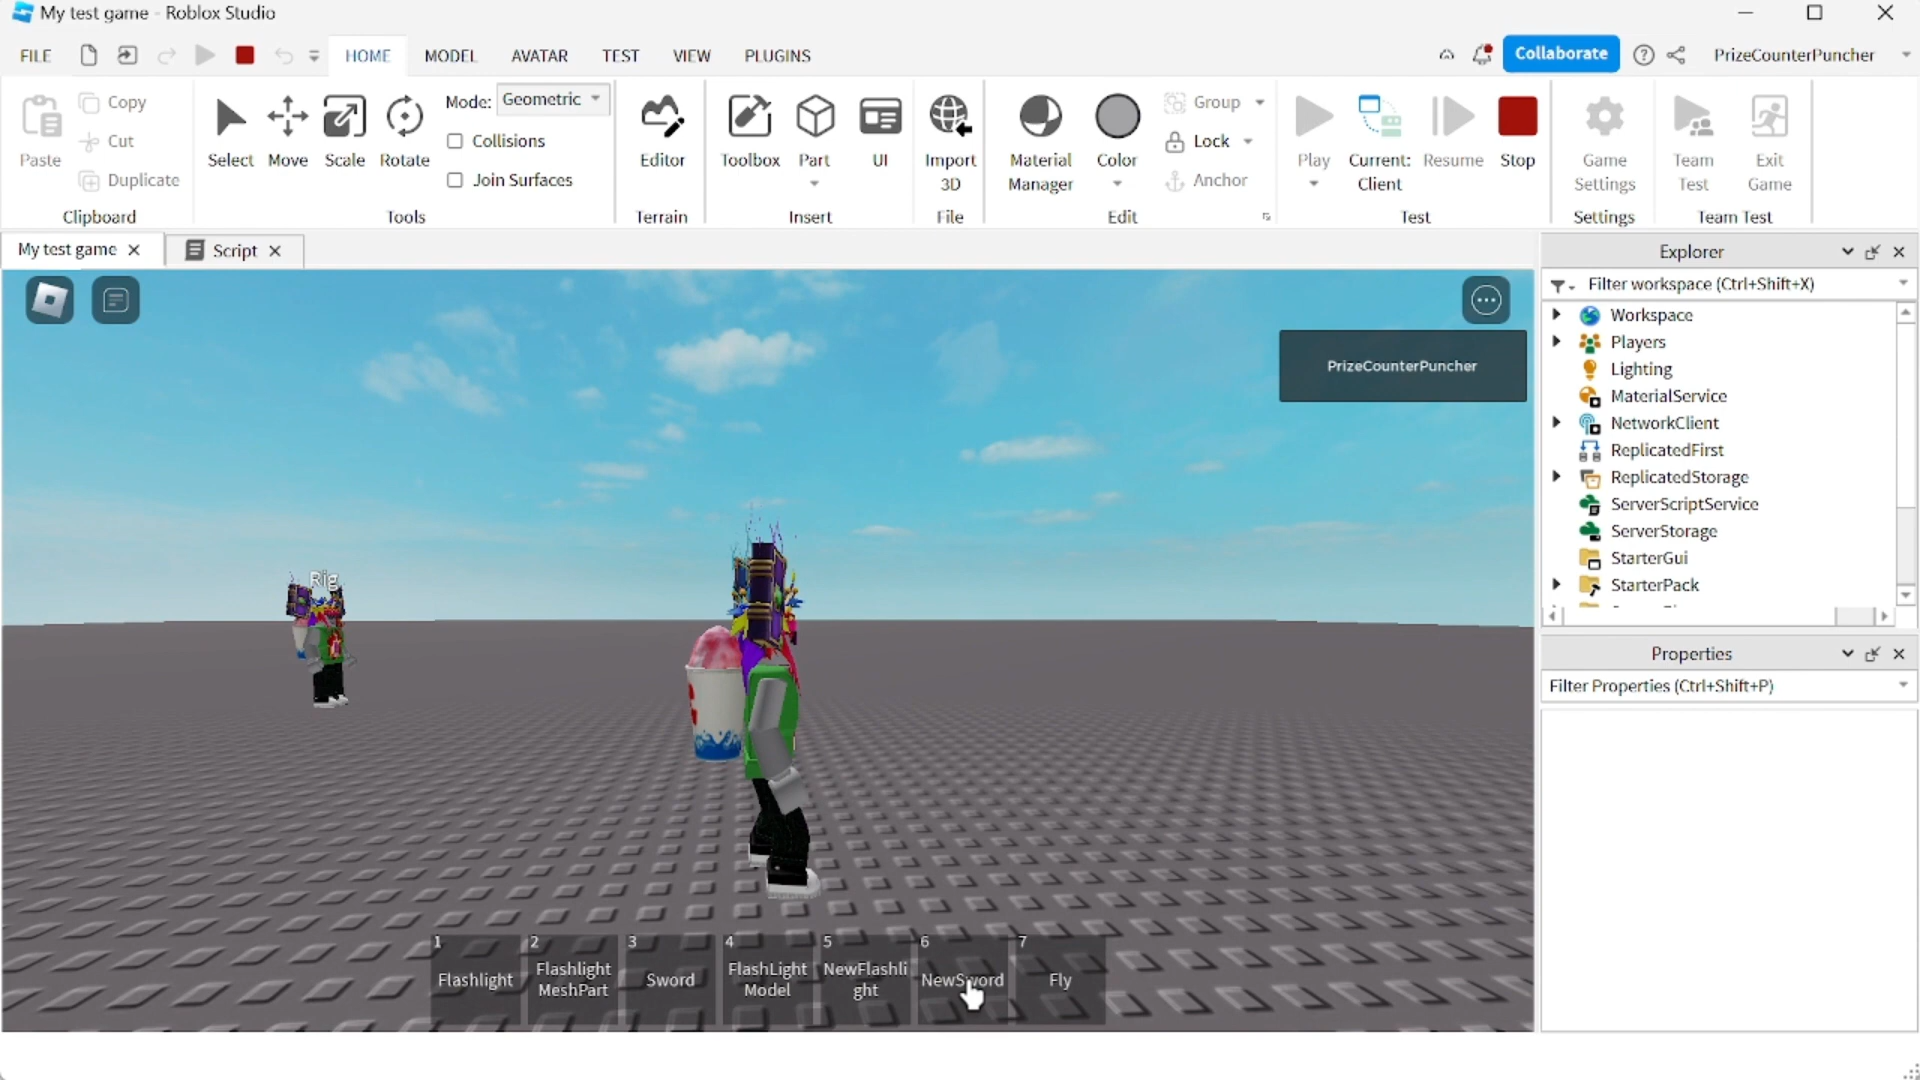 My test game - Roblox Studio
FILE HOME MODEL AVATAR TEST VIEW PLUGINS Collaborate PrizeCounterPuncher
Paste
Copy
Cut
Duplicate
Clipboard
Select Move Scale Rotate
Mode: Geometric
Collisions
Join Surfaces
Tools
Editor
Terrain
Toolbox Part UI
Insert
Import
3D
File
Material
Manager
Color
Group
Lock
Anchor
Edit
Play
Current:
Client
Resume Stop
Test
Game
Settings
Settings
Team
Test
Exit
Game
Team Test
My test game Script
PrizeCounterPuncher
Rig
1
Flashlight
2
Flashlight
MeshPart
3
Sword
4
FlashLight
Model
5
NewFlashli
ght
6
NewSword
7
Fly
Explorer
Filter workspace (Ctrl+Shift+X)
Workspace
Players
Lighting
MaterialService
NetworkClient
ReplicatedFirst
ReplicatedStorage
ServerScriptService
ServerStorage
StarterGui
StarterPack
Properties
Filter Properties (Ctrl+Shift+P)